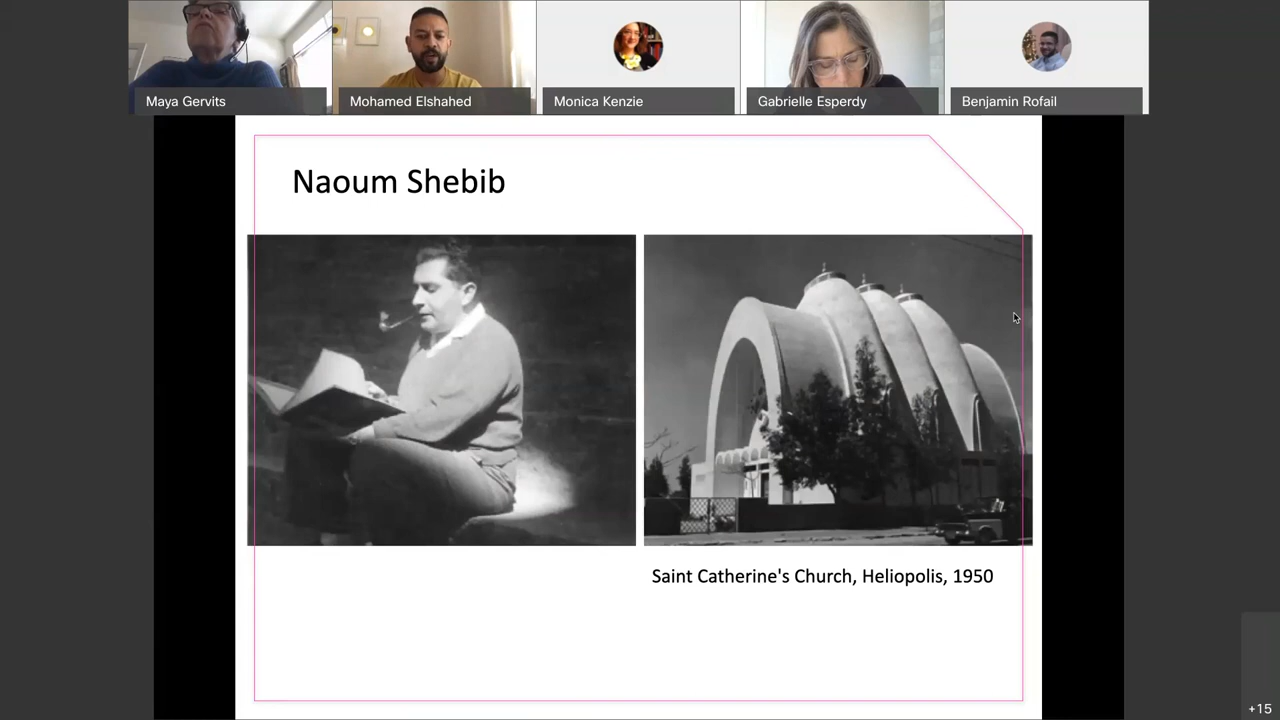 Maya Gervits
Mohamed Elshahed
Monica Kenzie
Gabrielle Esperdy
Benjamin Rofail
Naoum Shebib
Saint Catherine's Church, Heliopolis, 1950
+15